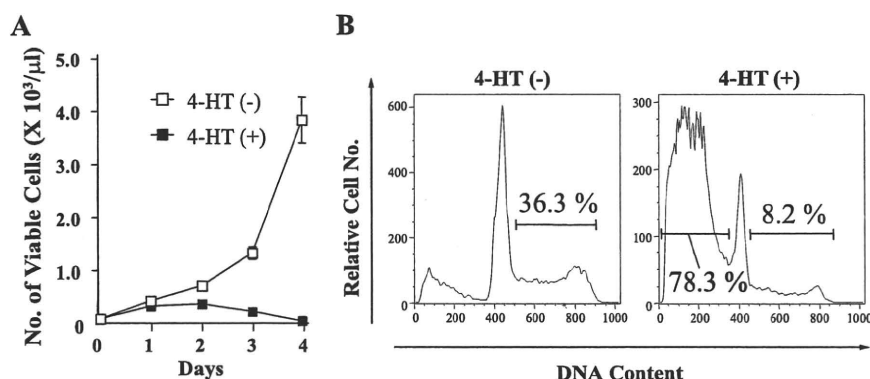 A
No. of Viable Cells (X 10³/µl)
5.0
4.0
3.0
2.0
1.0
0
4-HT (-)
4-HT (+)
0 1 2 3 4
Days
B
Relative Cell No.
4-HT (-)
600
400
200
0
36.3 %
0 200 400 600 800 1000
4-HT (+)
300
200
100
0
8.2 %
78.3 %
0 200 400 600 800 1000
DNA Content